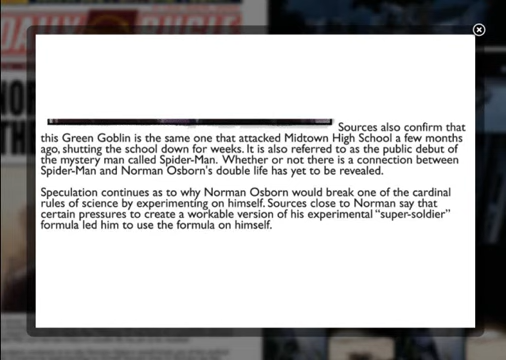 DAILY BUGLE
Sources also confirm that
this Green Goblin is the same one that attacked Midtown High School a few months
ago, shutting the school down for weeks. It is also referred to as the public debut of
the mystery man called Spider-Man. Whether or not there is a connection between
Spider-Man and Norman Osborn's double life has yet to be revealed.
Speculation continues as to why Norman Osborn would break one of the cardinal
rules of science by experimenting on himself. Sources close to Norman say that
certain pressures to create a workable version of his experimental “super-soldier”
formula led him to use the formula on himself.